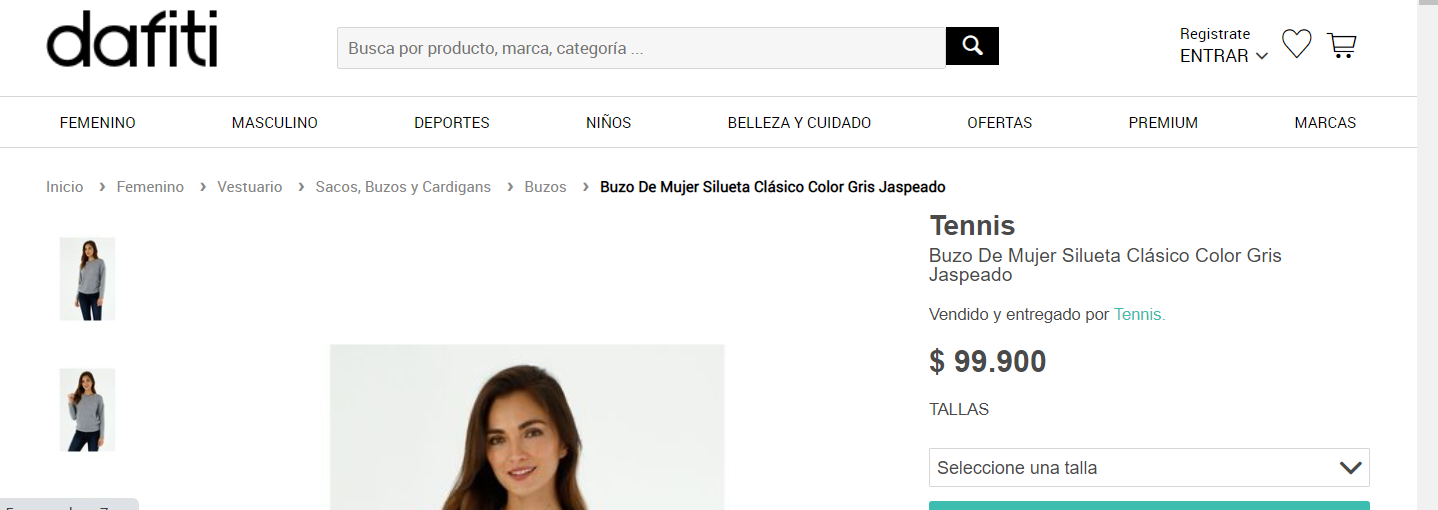 dafiti
Busca por producto, marca, categoría ...
Registrate
ENTRAR
FEMENINO MASCULINO DEPORTES NIÑOS BELLEZA Y CUIDADO OFERTAS PREMIUM MARCAS
Inicio › Femenino › Vestuario › Sacos, Buzos y Cardigans › Buzos › Buzo De Mujer Silueta Clásico Color Gris Jaspeado
Tennis
Buzo De Mujer Silueta Clásico Color Gris
Jaspeado
Vendido y entregado por Tennis.
$ 99.900
TALLAS
Seleccione una talla